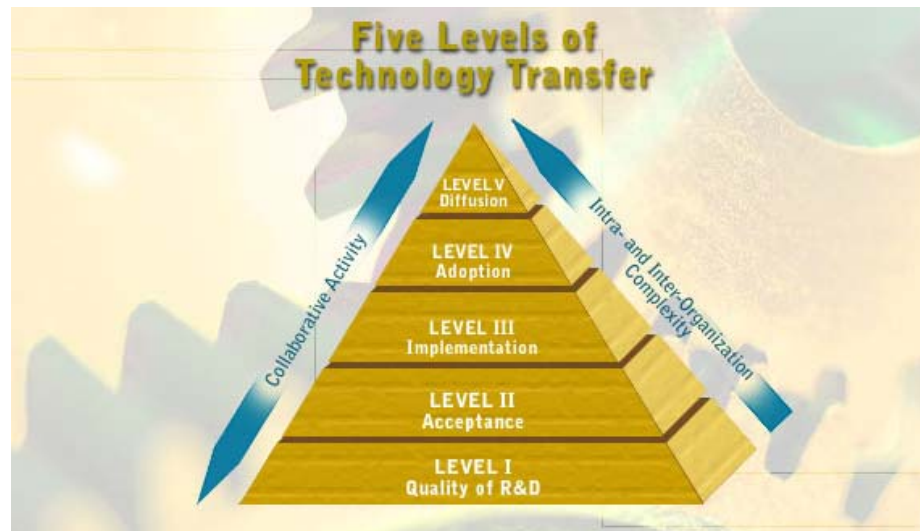 Five Levels of
Technology Transfer
LEVEL V
Diffusion
LEVEL IV
Adoption
LEVEL III
Implementation
LEVEL II
Acceptance
LEVEL I
Quality of R&D
Collaborative Activity
Intra- and Inter-Organization
Complexity